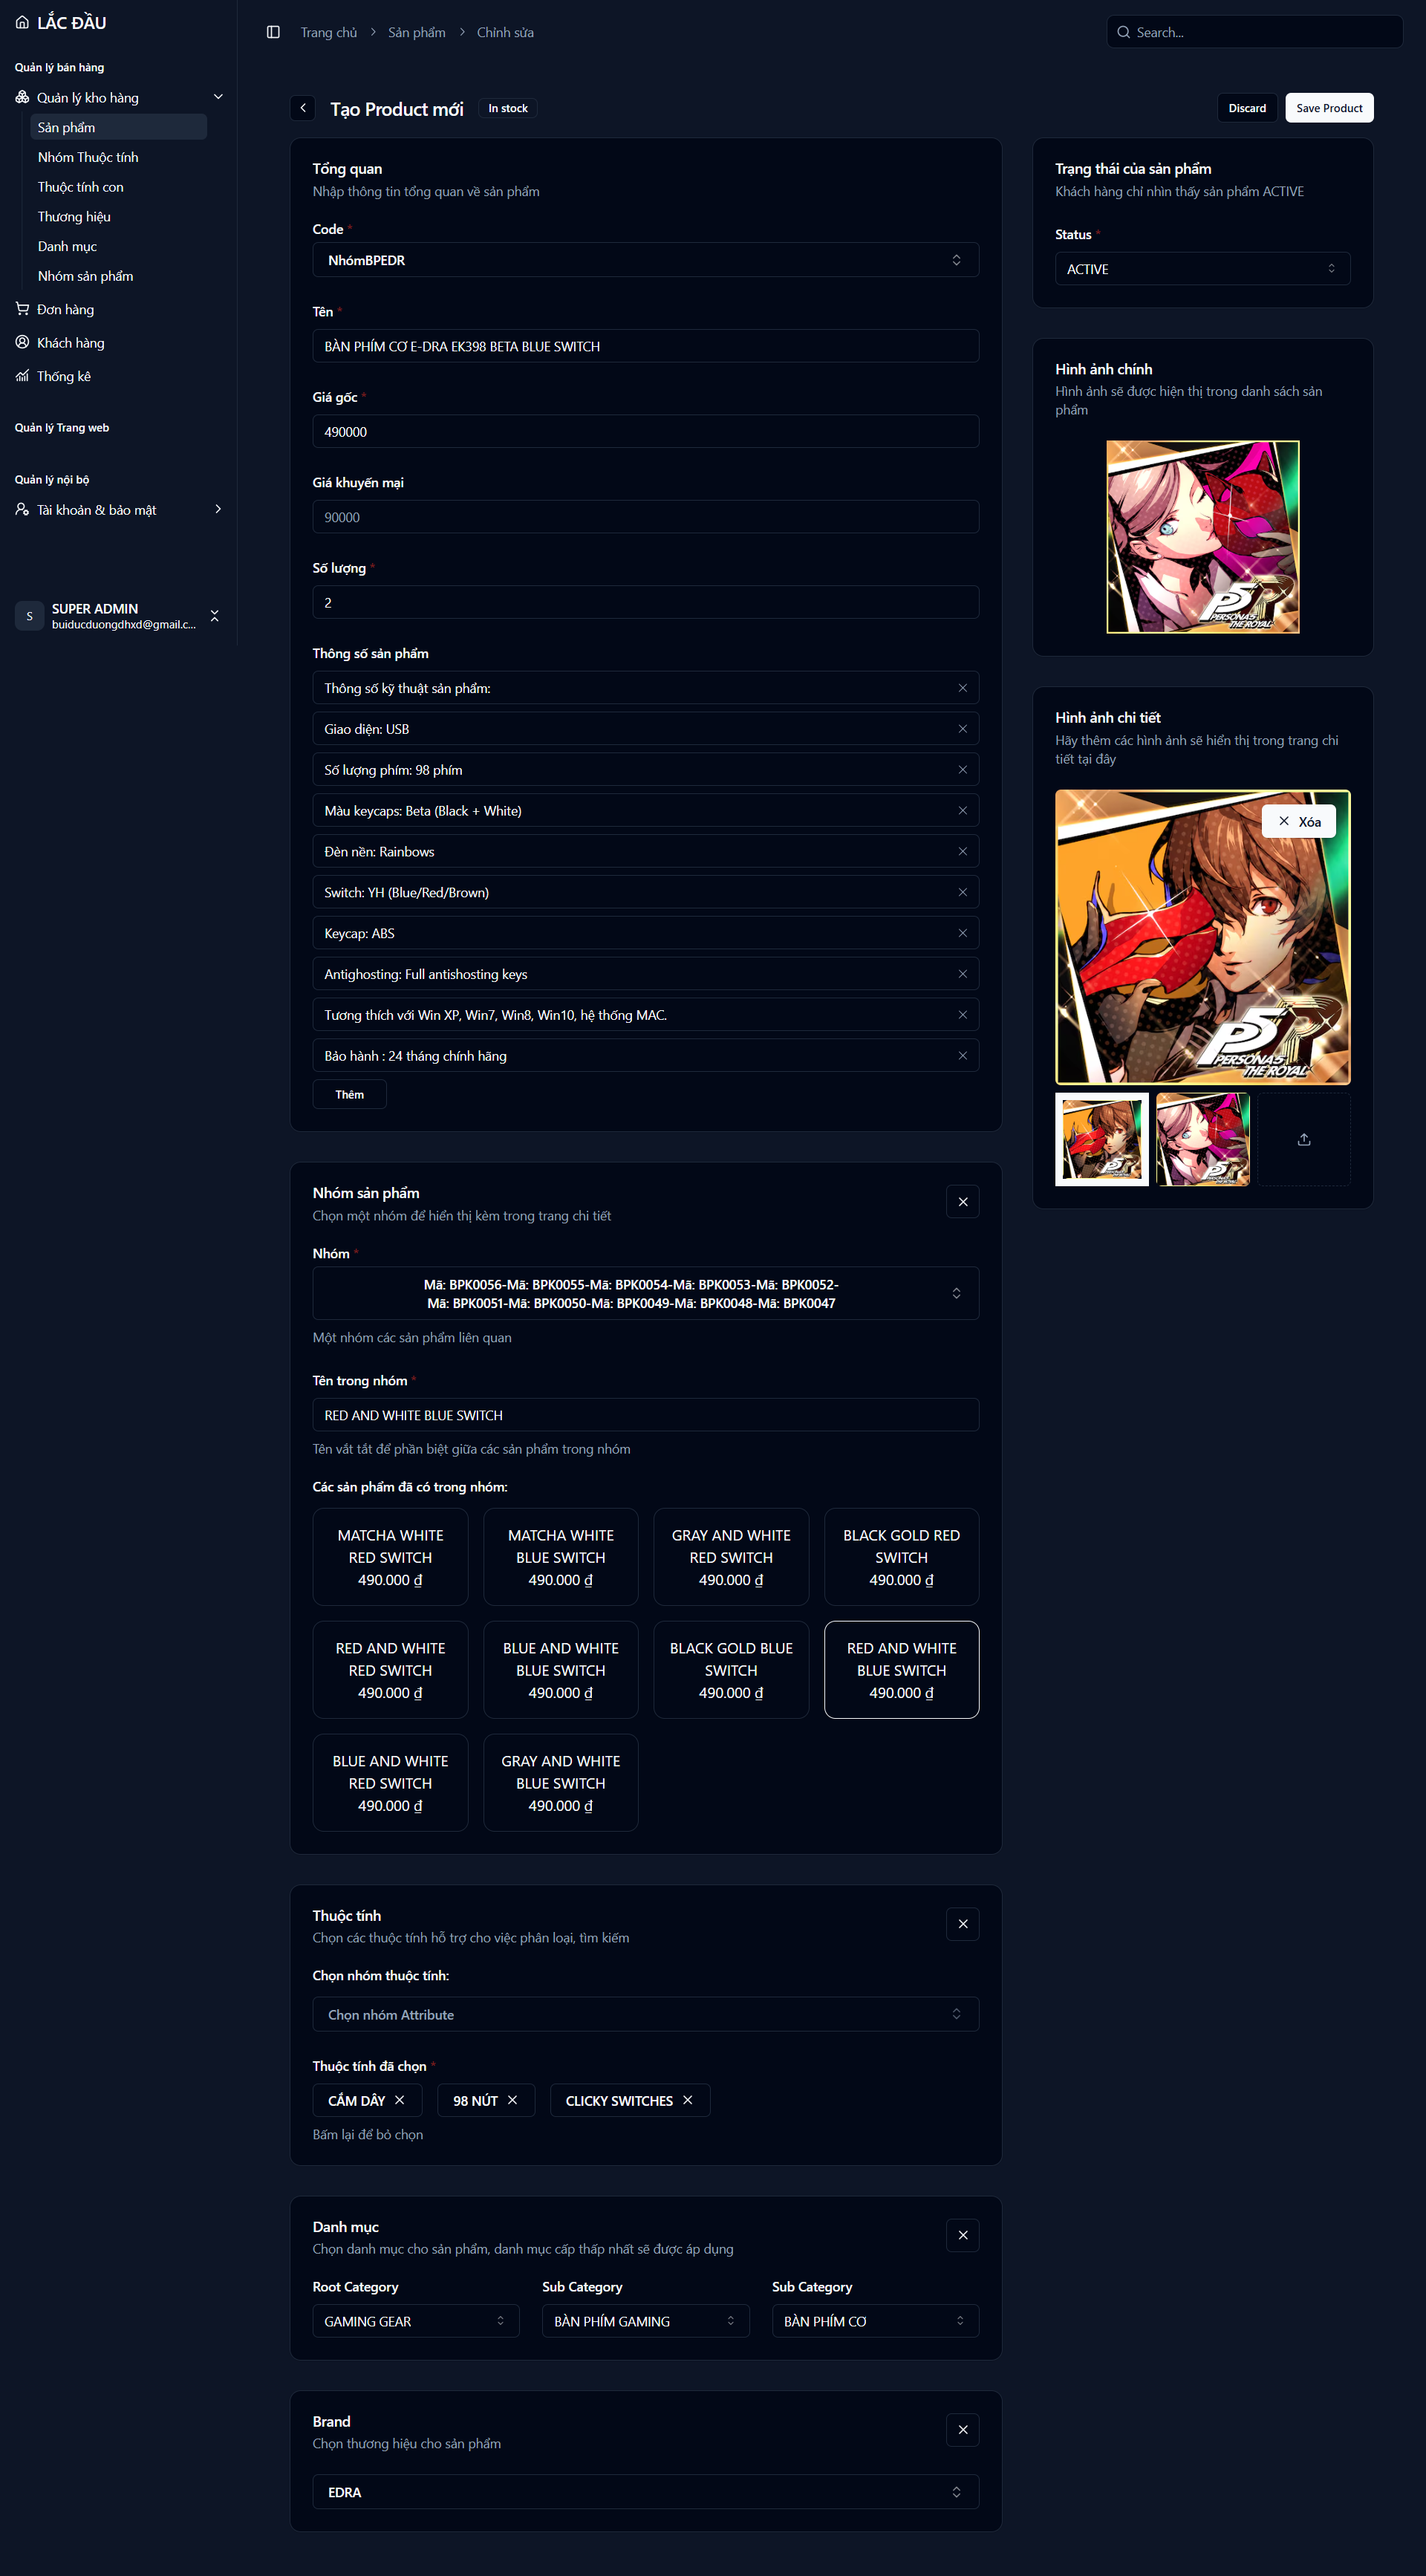 LẮC ĐẦU
Quản lý bán hàng
Quản lý kho hàng
Sản phẩm
Nhóm Thuộc tính
Thuộc tính con
Thương hiệu
Danh mục
Nhóm sản phẩm
Đơn hàng
Khách hàng
Thống kê
Quản lý Trang web
Quản lý nội bộ
Tài khoản & bảo mật
S
SUPER ADMIN
buiducduongdhxd@gmail.c...
Trang chủ
Sản phẩm
Chỉnh sửa
Search...
Tạo Product mới
In stock
Discard
Save Product
Tổng quan
Nhập thông tin tổng quan về sản phẩm
Code *
NhómBPEDR
Tên *
BÀN PHÍM CƠ E-DRA EK398 BETA BLUE SWITCH
Giá gốc *
490000
Giá khuyến mại
90000
Số lượng *
2
Thông số sản phẩm
Thông số kỹ thuật sản phẩm:
Giao diện: USB
Số lượng phím: 98 phím
Màu keycaps: Beta (Black + White)
Đèn nền: Rainbows
Switch: YH (Blue/Red/Brown)
Keycap: ABS
Antighosting: Full antishosting keys
Tương thích với Win XP, Win7, Win8, Win10, hệ thống MAC.
Bảo hành : 24 tháng chính hãng
Thêm
Nhóm sản phẩm
Chọn một nhóm để hiển thị kèm trong trang chi tiết
Nhóm *
Mã: BPK0056-Mã: BPK0055-Mã: BPK0054-Mã: BPK0053-Mã: BPK0052-
Mã: BPK0051-Mã: BPK0050-Mã: BPK0049-Mã: BPK0048-Mã: BPK0047
Một nhóm các sản phẩm liên quan
Tên trong nhóm *
RED AND WHITE BLUE SWITCH
Tên vắt tắt để phần biệt giữa các sản phẩm trong nhóm
Các sản phẩm đã có trong nhóm:
MATCHA WHITE
RED SWITCH
490.000 ₫
MATCHA WHITE
BLUE SWITCH
490.000 ₫
GRAY AND WHITE
RED SWITCH
490.000 ₫
BLACK GOLD RED
SWITCH
490.000 ₫
RED AND WHITE
RED SWITCH
490.000 ₫
BLUE AND WHITE
BLUE SWITCH
490.000 ₫
BLACK GOLD BLUE
SWITCH
490.000 ₫
RED AND WHITE
BLUE SWITCH
490.000 ₫
BLUE AND WHITE
RED SWITCH
490.000 ₫
GRAY AND WHITE
BLUE SWITCH
490.000 ₫
Thuộc tính
Chọn các thuộc tính hỗ trợ cho việc phân loại, tìm kiếm
Chọn nhóm thuộc tính:
Chọn nhóm Attribute
Thuộc tính đã chọn *
CẮM DÂY
98 NÚT
CLICKY SWITCHES
Bấm lại để bỏ chọn
Danh mục
Chọn danh mục cho sản phẩm, danh mục cấp thấp nhất sẽ được áp dụng
Root Category
Sub Category
Sub Category
GAMING GEAR
BÀN PHÍM GAMING
BÀN PHÍM CƠ
Brand
Chọn thương hiệu cho sản phẩm
EDRA
Trạng thái của sản phẩm
Khách hàng chỉ nhìn thấy sản phẩm ACTIVE
Status *
ACTIVE
Hình ảnh chính
Hình ảnh sẽ được hiện thị trong danh sách sản
phẩm
P5R
PERSONA5
THE ROYAL
Hình ảnh chi tiết
Hãy thêm các hình ảnh sẽ hiển thị trong trang chi
tiết tại đây
Xóa
P5R
PERSONA5
THE ROYAL
P5R
PERSONA5
THE ROYAL
P5R
PERSONA5
THE ROYAL